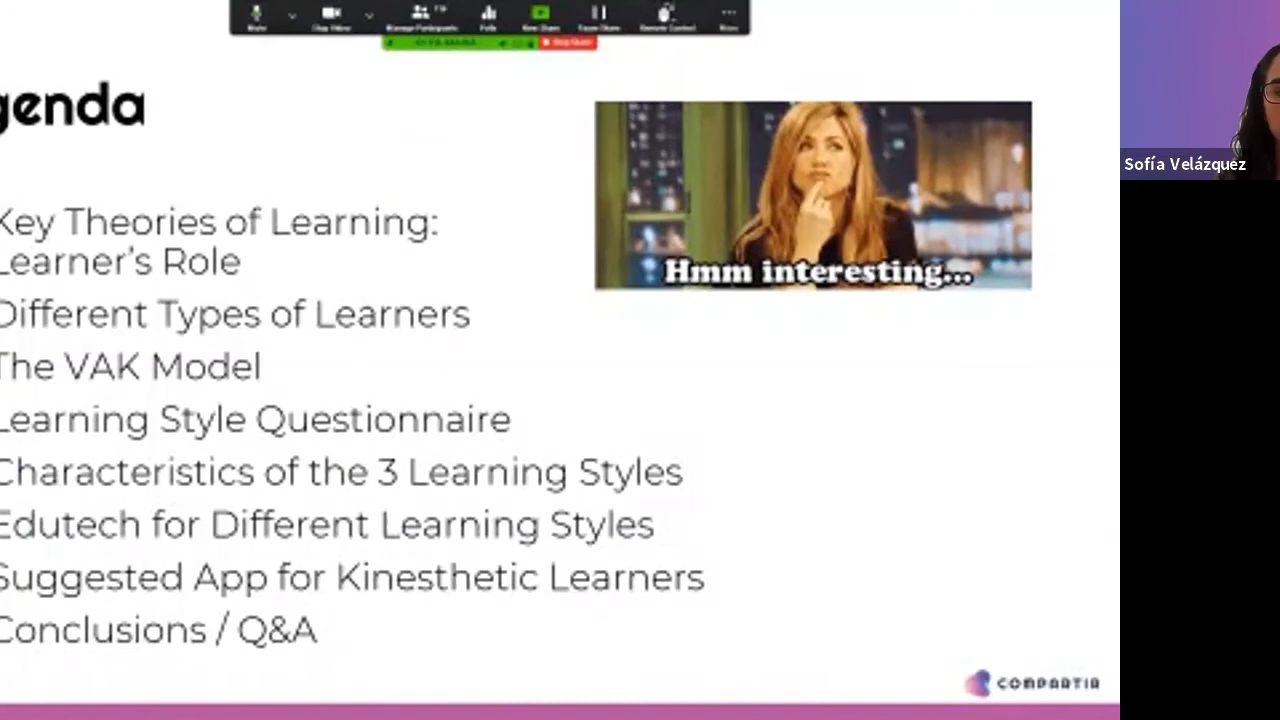 genda
Key Theories of Learning:
Learner's Role
Different Types of Learners
The VAK Model
Learning Style Questionnaire
Characteristics of the 3 Learning Styles
Edutech for Different Learning Styles
Suggested App for Kinesthetic Learners
Conclusions / Q&A
Hmm interesting...
Sofía Velázquez
COMPARTIR